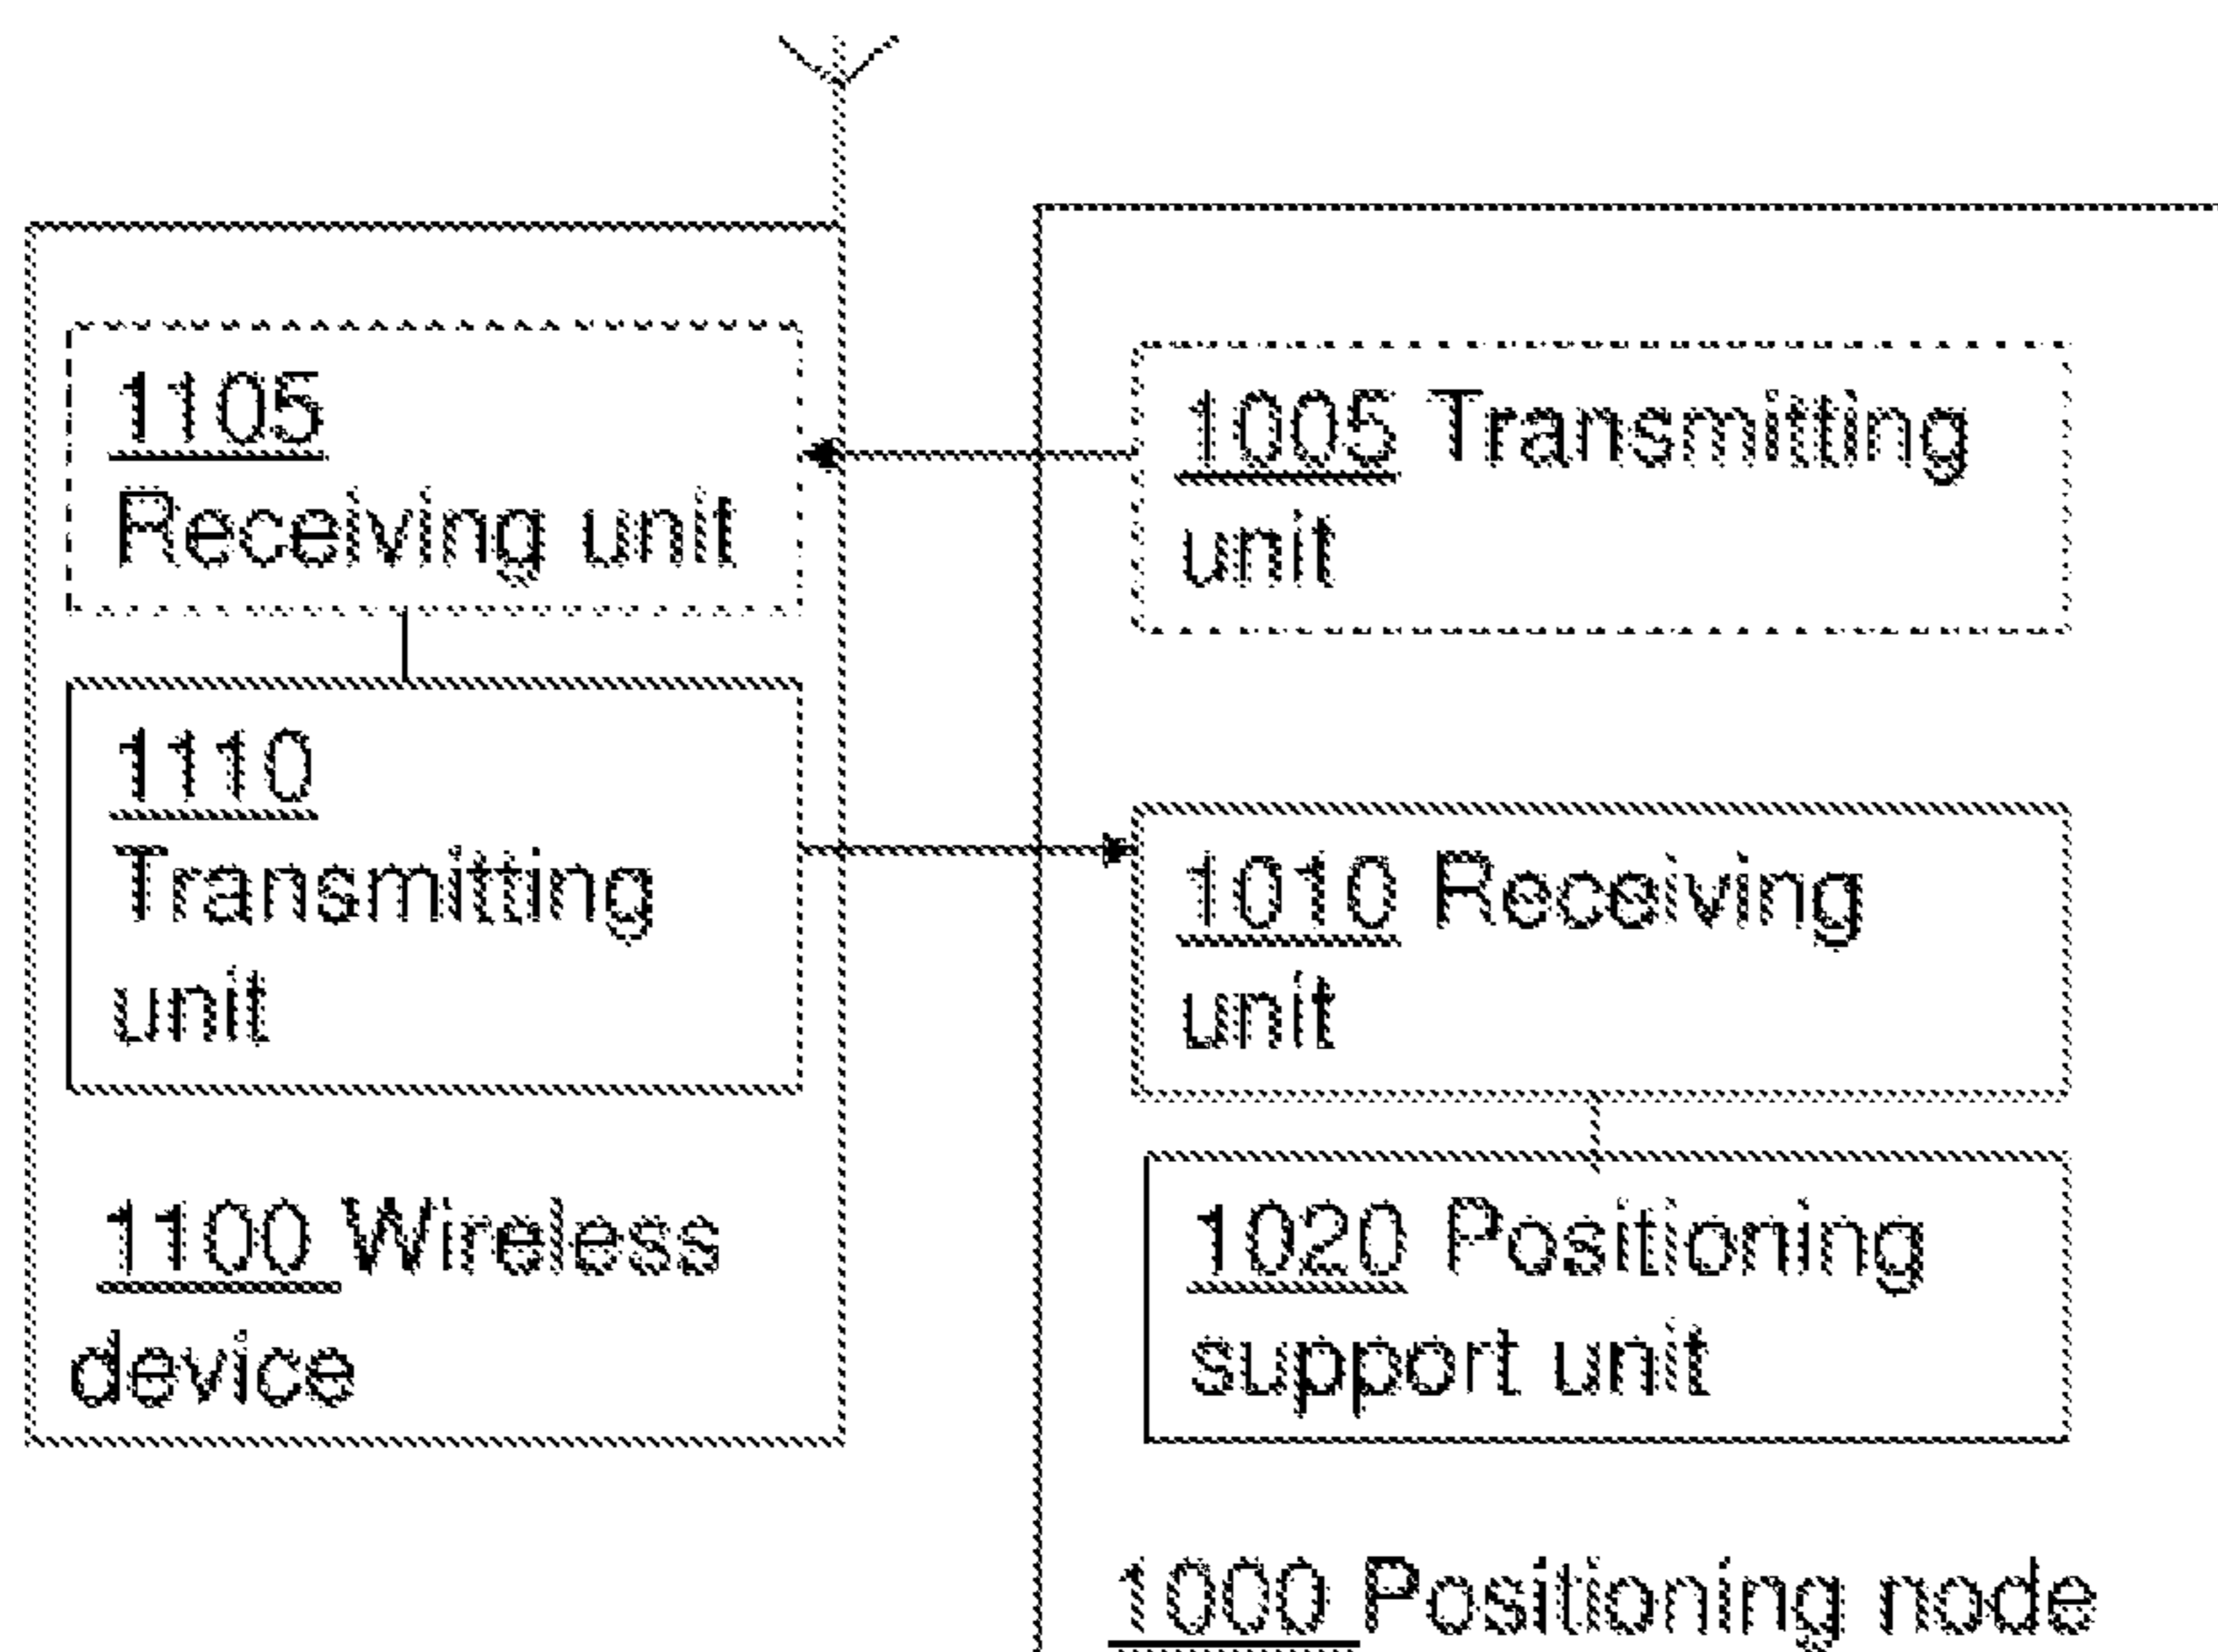 1105
Receiving unit
1110
Transmitting
unit
1100 Wireless
device
1005 Transmitting
unit
1010 Receiving
unit
1020 Positioning
support unit
1000 Positioning node